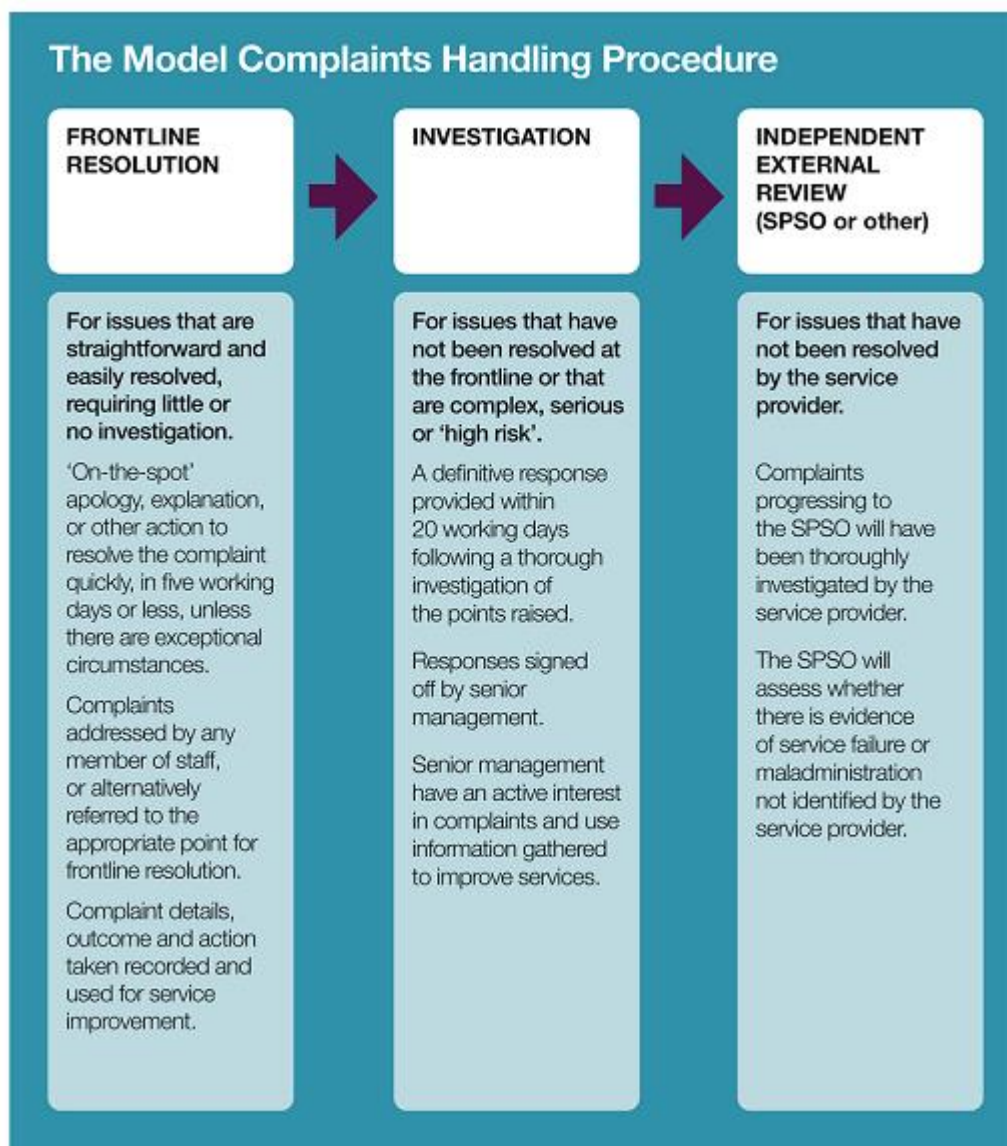 The Model Complaints Handling Procedure
FRONTLINE
RESOLUTION
For issues that are
straightforward and
easily resolved,
requiring little or
no investigation.
‘On-the-spot’
apology, explanation,
or other action to
resolve the complaint
quickly, in five working
days or less, unless
there are exceptional
circumstances.
Complaints
addressed by any
member of staff,
or alternatively
referred to the
appropriate point for
frontline resolution.
Complaint details,
outcome and action
taken recorded and
used for service
improvement.
INVESTIGATION
For issues that have
not been resolved at
the frontline or that
are complex, serious
or ‘high risk’.
A definitive response
provided within
20 working days
following a thorough
investigation of
the points raised.
Responses signed
off by senior
management.
Senior management
have an active interest
in complaints and use
information gathered
to improve services.
INDEPENDENT
EXTERNAL
REVIEW
(SPSO or other)
For issues that have
not been resolved
by the service
provider.
Complaints
progressing to
the SPSO will have
been thoroughly
investigated by the
service provider.
The SPSO will
assess whether
there is evidence
of service failure or
maladministration
not identified by the
service provider.